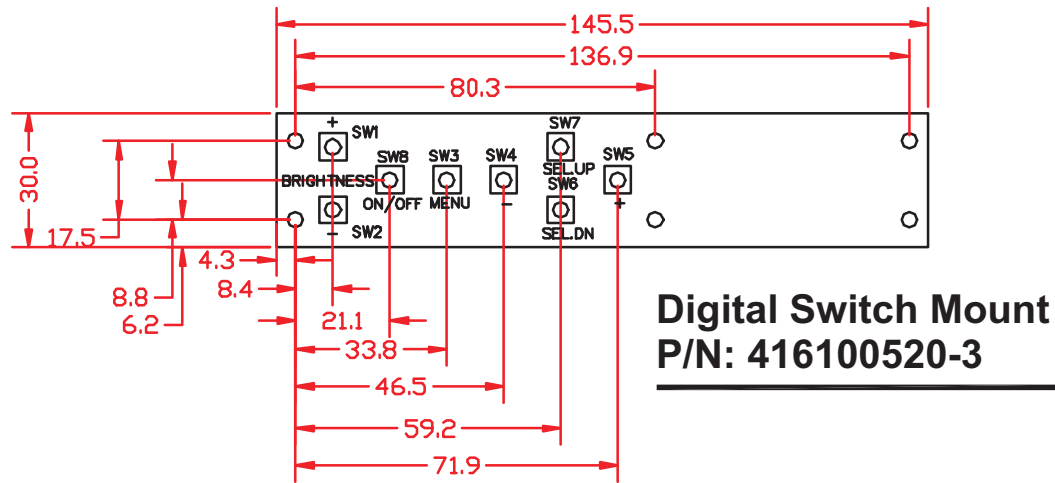 145.5
136.9
80.3
30.0
17.5
+
SW1
SW7
SW8
SW3
SW4
SEL.UP
SW5
BRIGHTNESS
SW6
ON/OFF
MENU
-
+
-
SW2
SEL.DN
4.3
8.4
8.8
6.2
21.1
33.8
46.5
59.2
71.9
Digital Switch Mount
P/N: 416100520-3